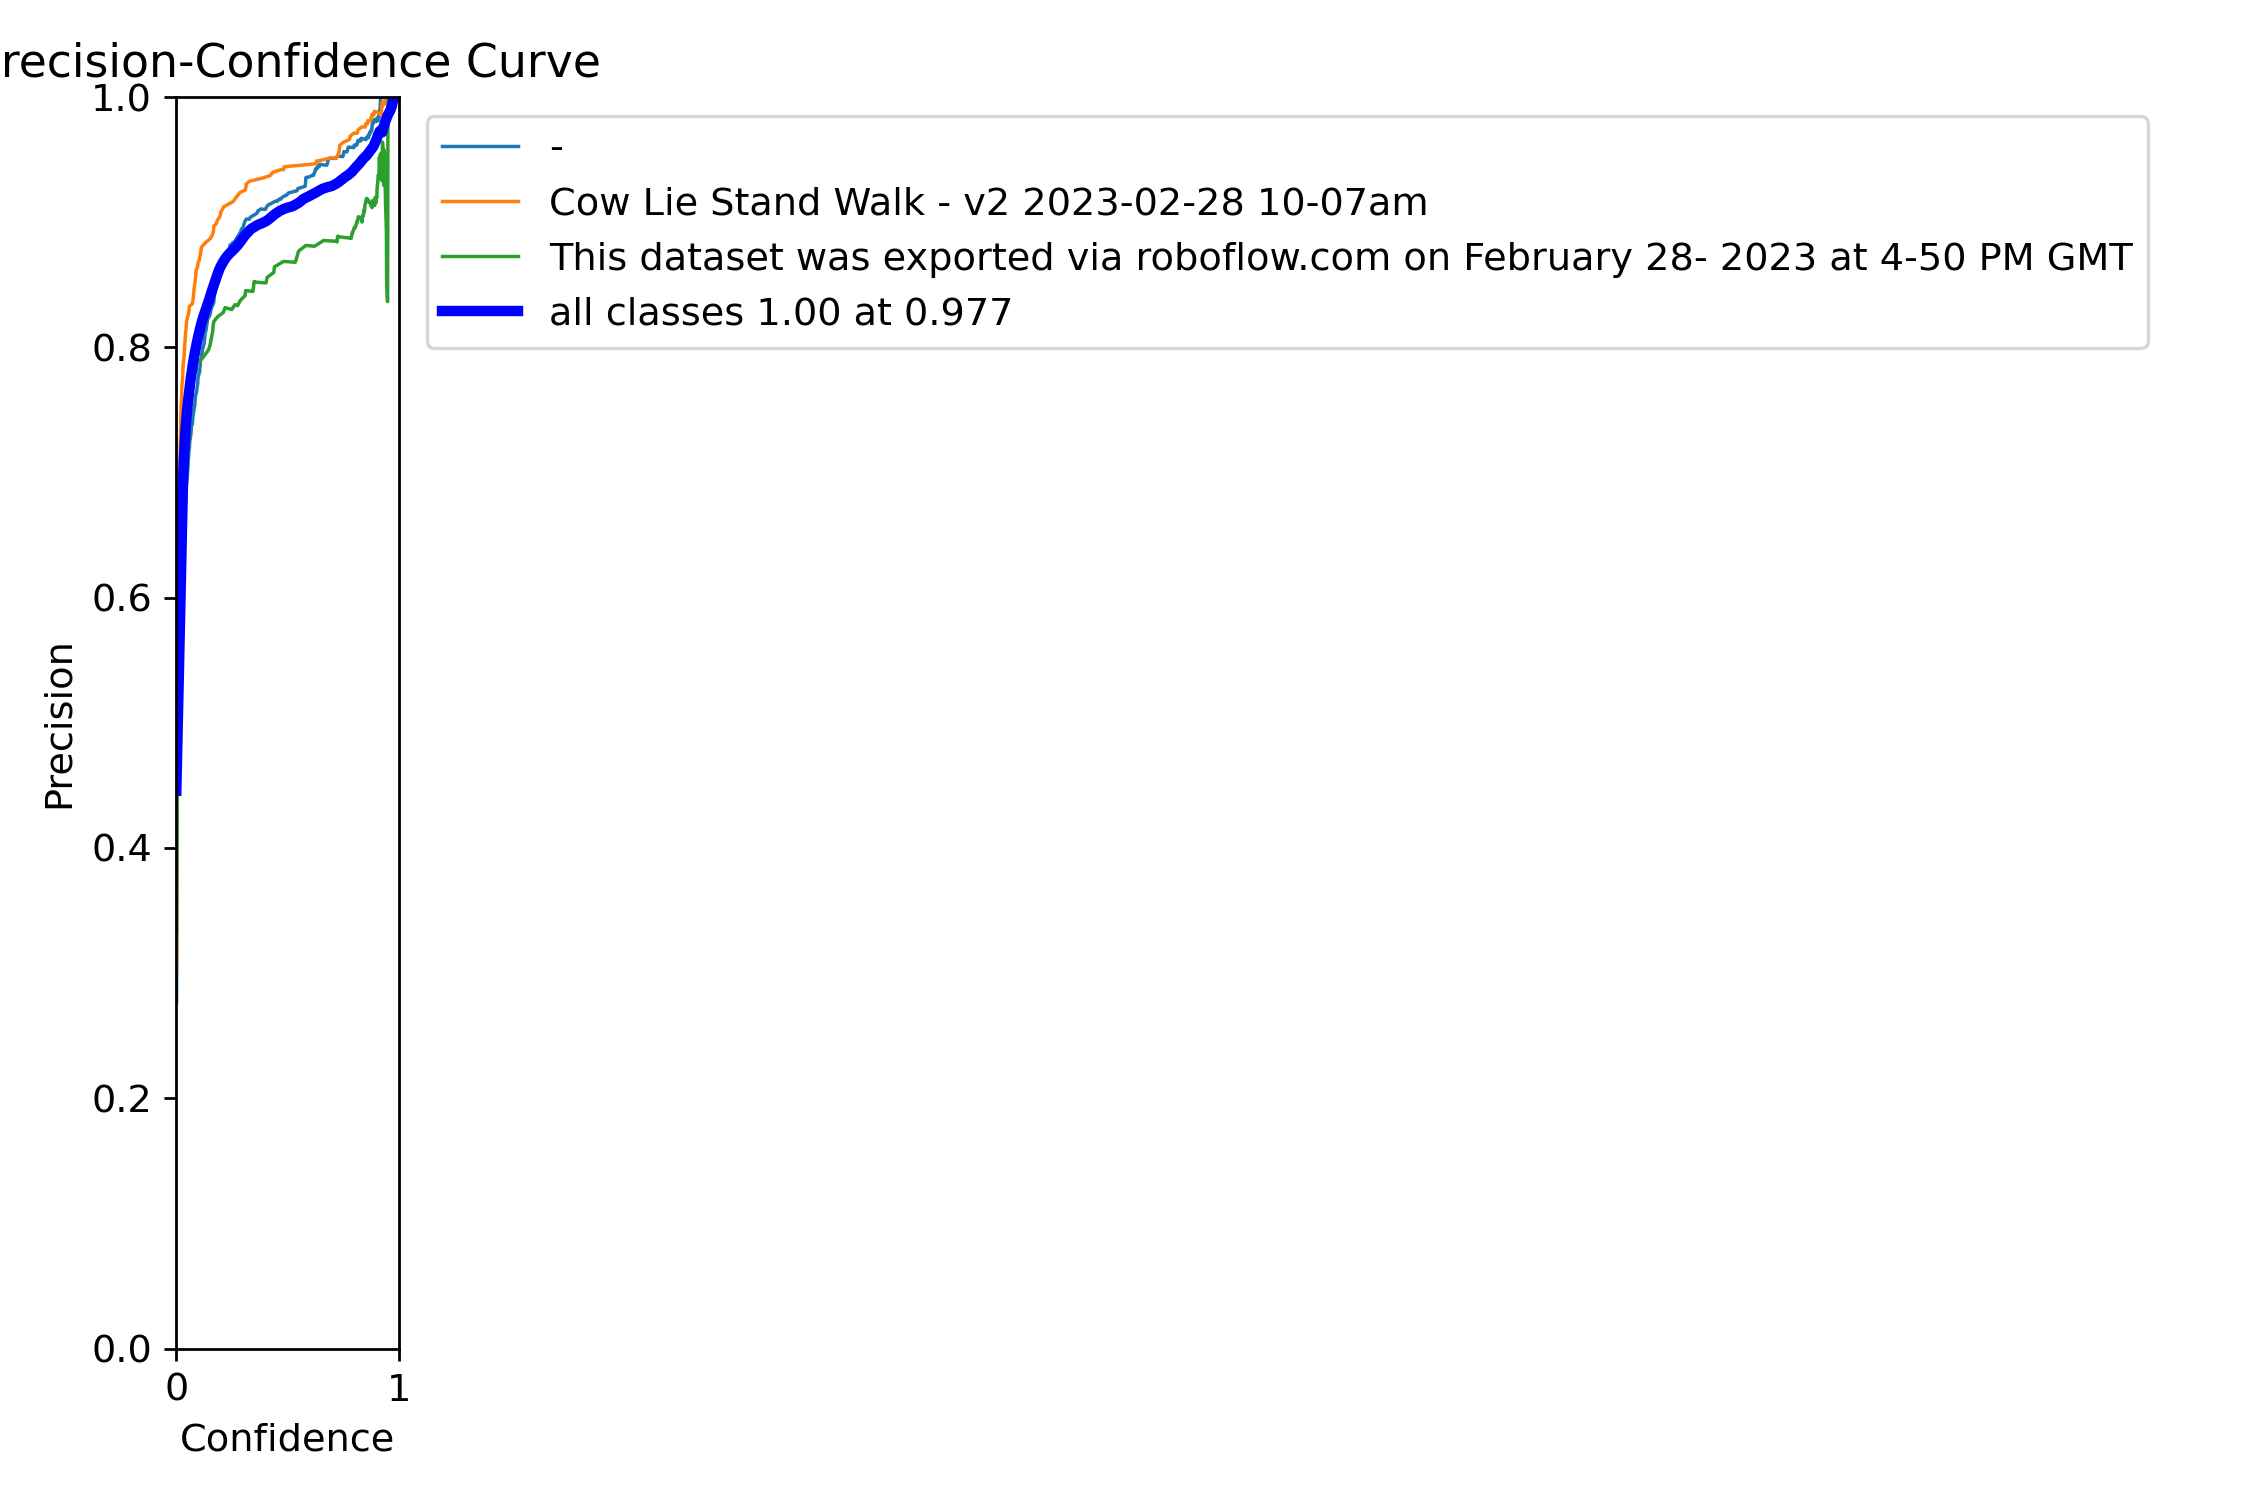 recision-Confidence Curve
1.0
0.8
0.6
0.4
0.2
0.0
Precision
0 1
Confidence
-
Cow Lie Stand Walk - v2 2023-02-28 10-07am
This dataset was exported via roboflow.com on February 28- 2023 at 4-50 PM GMT
all classes 1.00 at 0.977